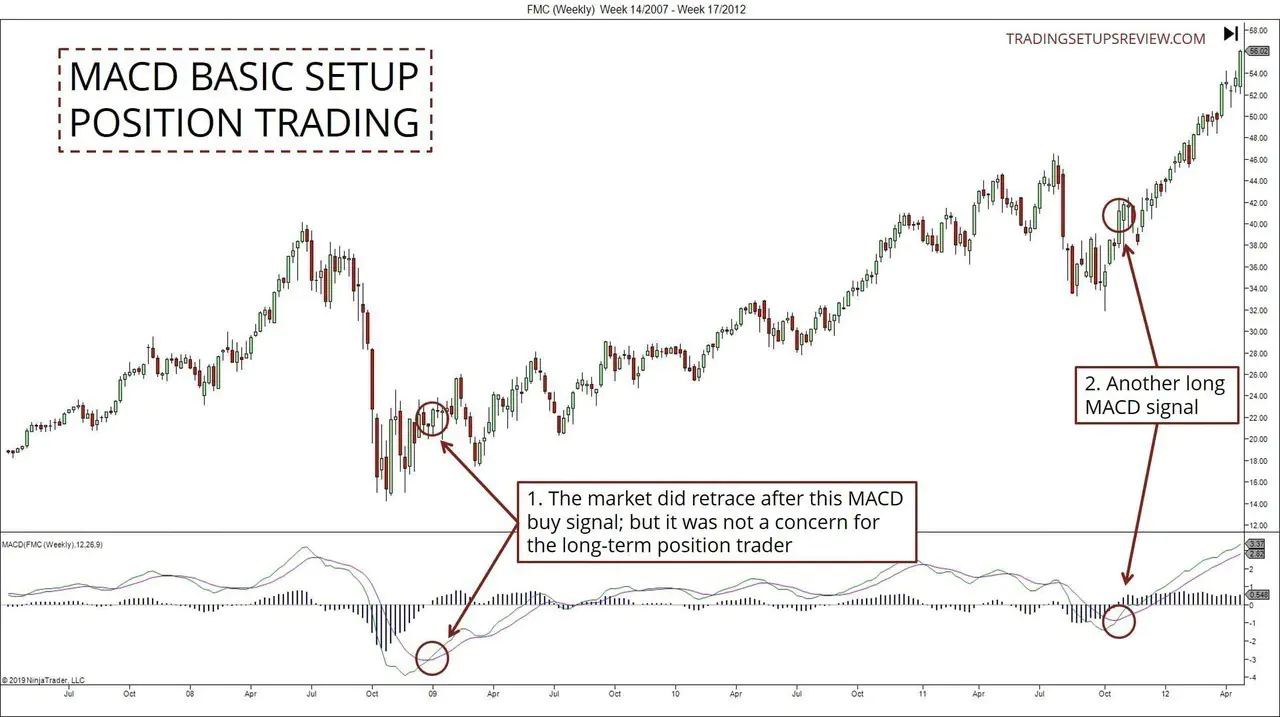 FMC (Weekly)  Week 14/2007 - Week 17/2012
TRADINGSETUPSREVIEW.COM
MACD BASIC SETUP
POSITION TRADING
58.00
56.02
54.00
52.00
50.00
48.00
46.00
44.00
42.00
40.00
38.00
36.00
34.00
32.00
30.00
28.00
26.00
24.00
22.00
20.00
18.00
16.00
14.00
12.00
2. Another long
MACD signal
1. The market did retrace after this MACD
buy signal; but it was not a concern for
the long-term position trader
MACD(FMC (Weekly),12,26,9)
3.37
2.82
2
1
0.548
0
-1
-2
-3
-4
© 2019 NinjaTrader, LLC
Jul Oct 08 Apr Jul Oct 09 Apr Jul Oct 10 Apr Jul Oct 11 Apr Jul Oct 12 Apr